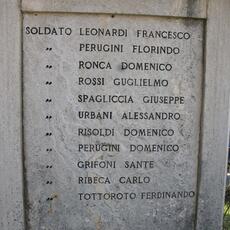 SOLDATO LEONARDI FRANCESCO
„ PERUGINI FLORINDO
„ RONCA DOMENICO
„ ROSSI GUGLIELMO
„ SPAGLICCIA GIUSEPPE
„ URBANI ALESSANDRO
„ RISOLDI DOMENICO
„ PERUGINI DOMENICO
„ GRIFONI SANTE
„ RIBECA CARLO
„ TOTTOROTO FERDINANDO